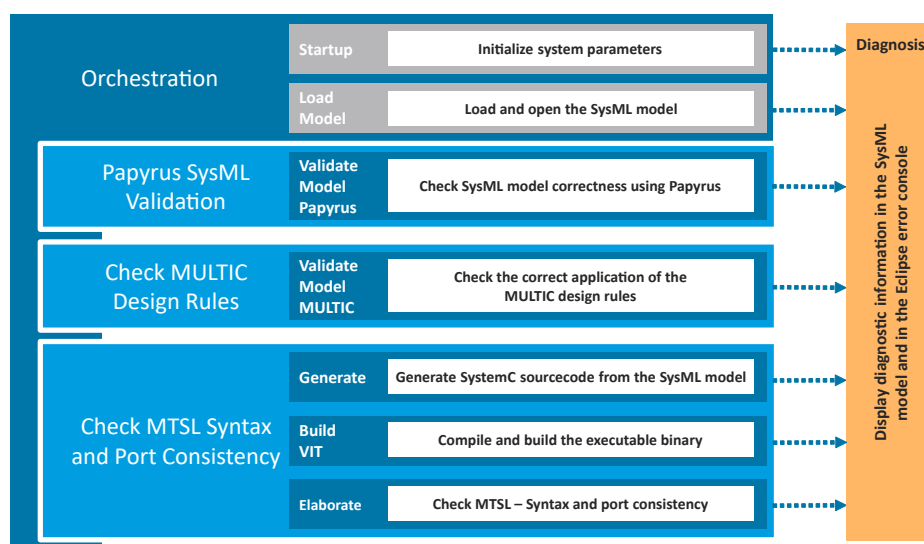 Orchestration
Startup
Initialize system parameters
Load
Model
Load and open the SysML model
Papyrus SysML
Validation
Validate
Model
Papyrus
Check SysML model correctness using Papyrus
Check MULTIC
Design Rules
Validate
Model
MULTIC
Check the correct application of the
MULTIC design rules
Check MTSL Syntax
and Port Consistency
Generate
Generate SystemC sourcecode from the SysML model
Build
VIT
Compile and build the executable binary
Elaborate
Check MTSL – Syntax and port consistency
Diagnosis
Display diagnostic information in the SysML
model and in the Eclipse error console